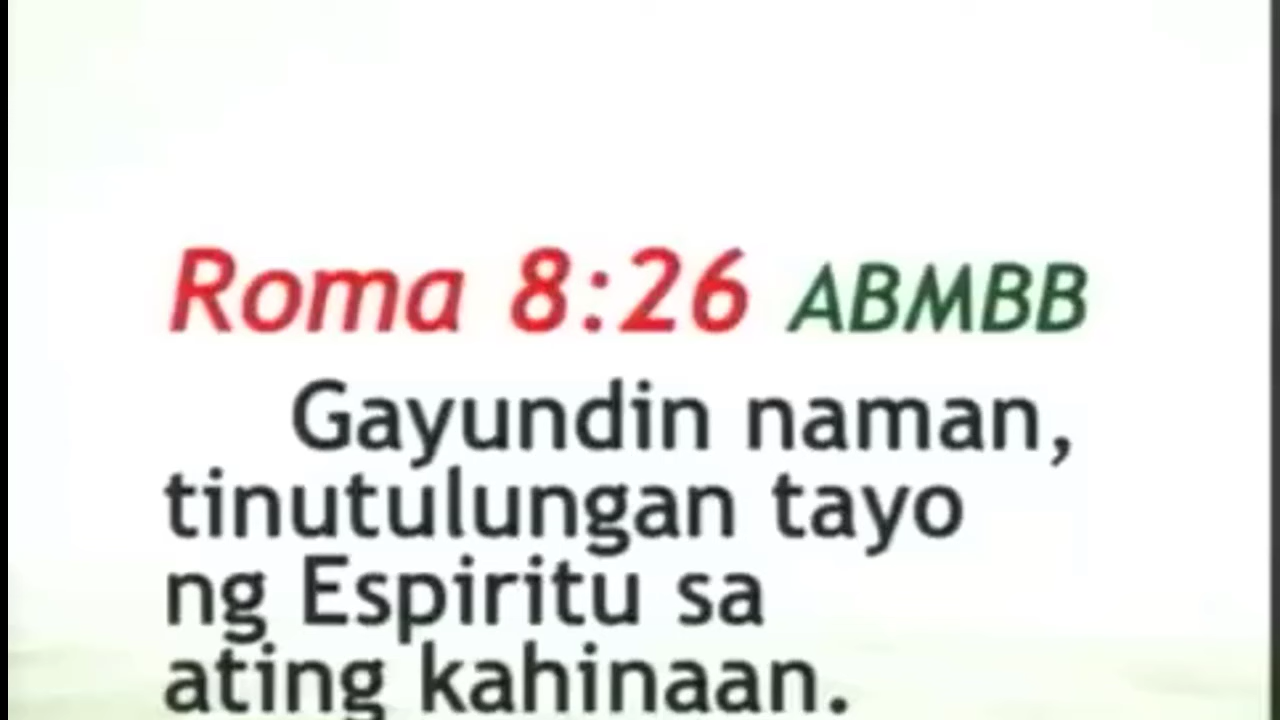 Roma 8:26 ABMBB
Gayundin naman,
tinutulungan tayo
ng Espiritu sa
ating kahinaan.